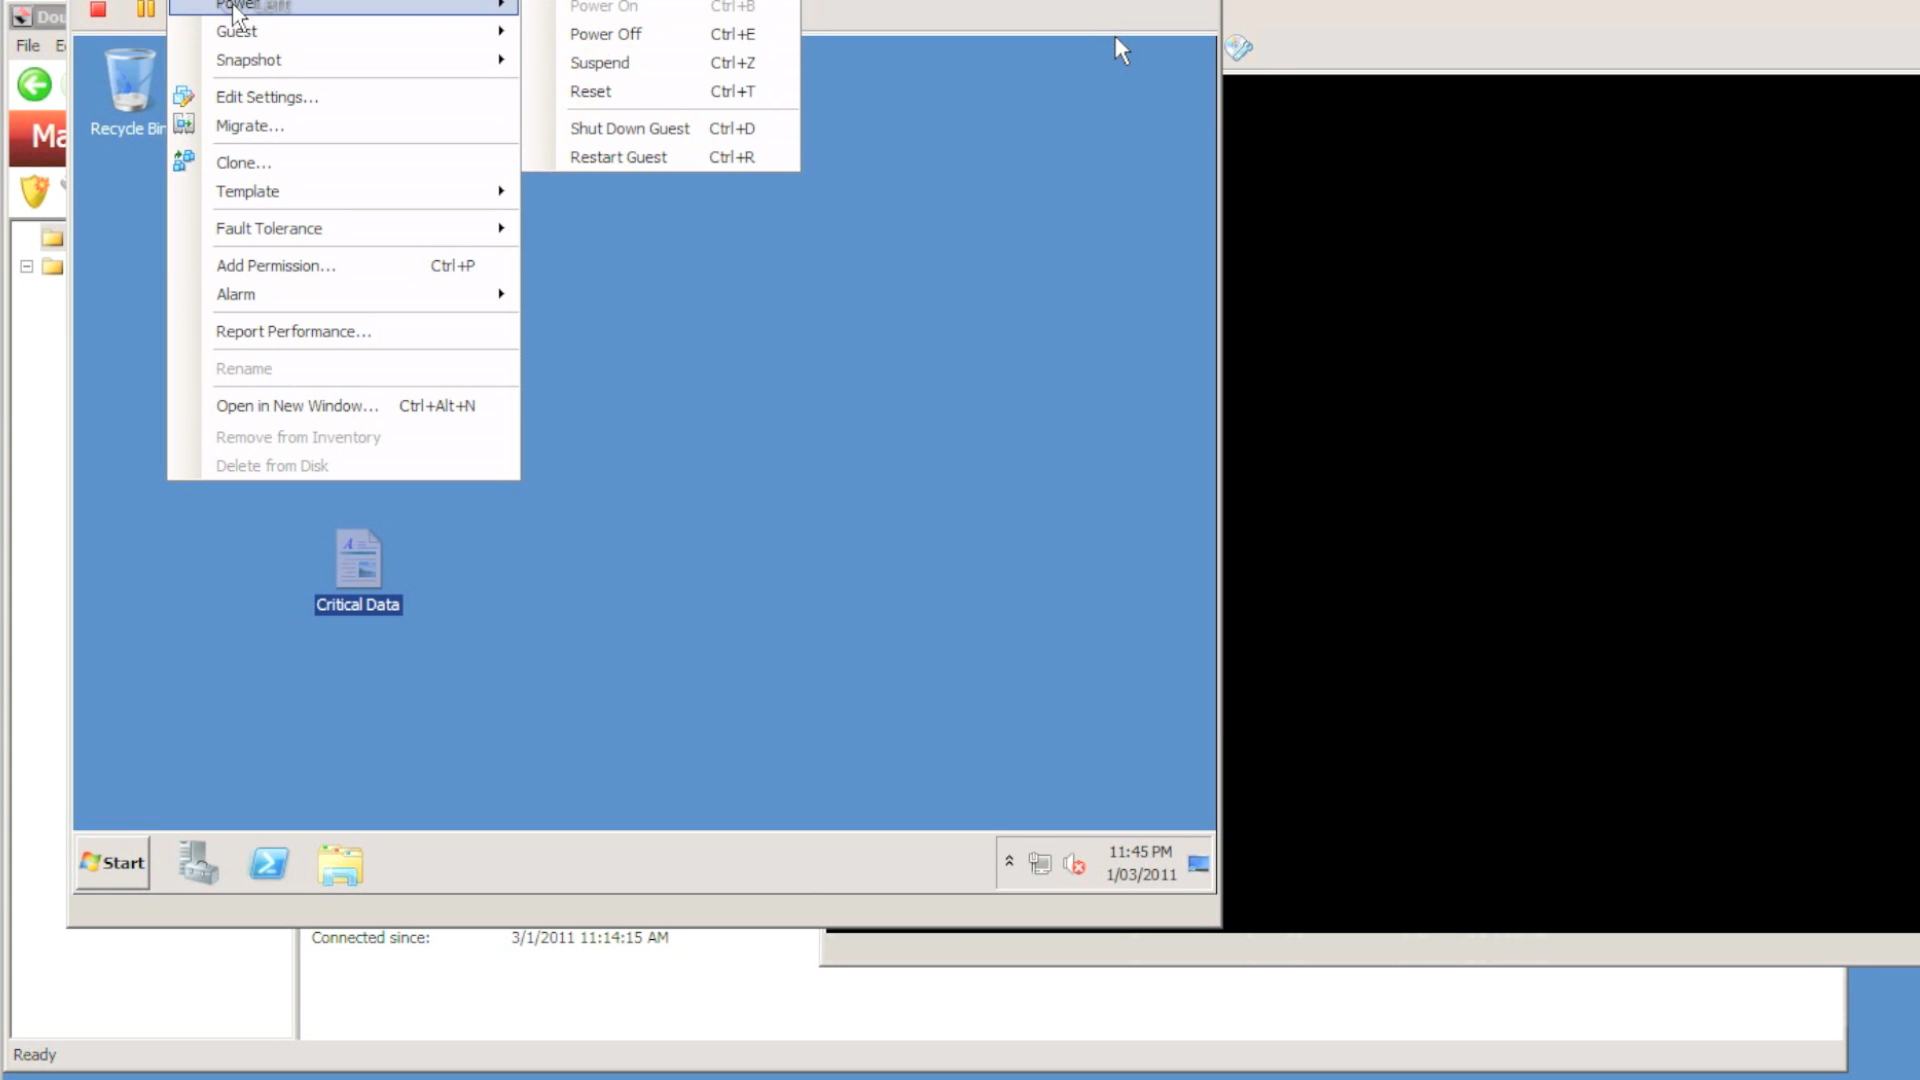 Dou
File
Power
Guest
Snapshot
Edit Settings...
Migrate...
Clone...
Template
Fault Tolerance
Add Permission... Ctrl+P
Alarm
Report Performance...
Rename
Open in New Window... Ctrl+Alt+N
Remove from Inventory
Delete from Disk
Power On Ctrl+B
Power Off Ctrl+E
Suspend Ctrl+Z
Reset Ctrl+T
Shut Down Guest Ctrl+D
Restart Guest Ctrl+R
Recycle Bin
Ma
Critical Data
Start
11:45 PM
1/03/2011
Connected since: 3/1/2011 11:14:15 AM
Ready